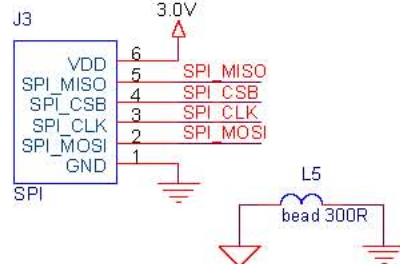 3.0V
J3
VDD 6
SPI_MISO 5 SPI_MISO
SPI_CSB 4 SPI_CSB
SPI_CLK 3 SPI_CLK
SPI_MOSI 2 SPI_MOSI
GND 1
SPI
L5
bead 300R